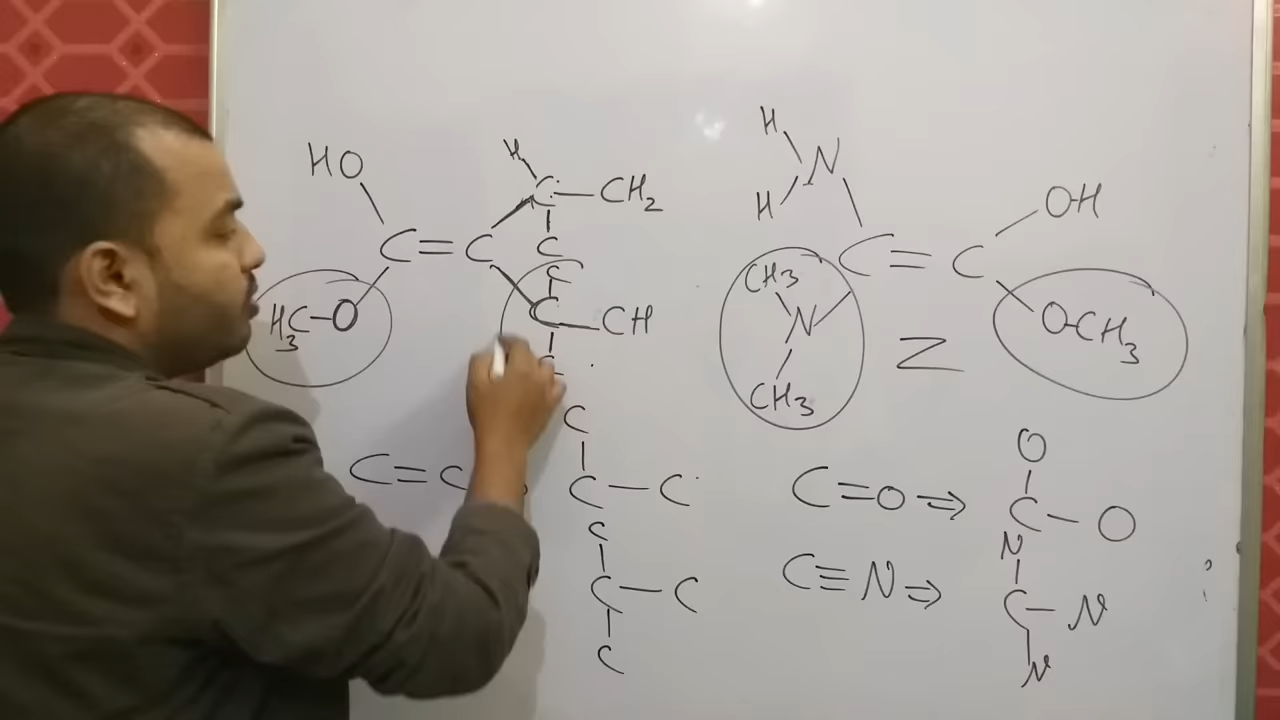 HO
H
C—CH2
C=C
C
C
H3C—O
C—CH
C
C=C
C—C
C
C—C
C
H
N
H
OH
C=C
CH3
N
CH3
Z
O-CH3
O
C=O ⇒ C—O
N
C≡N ⇒ C—N
N